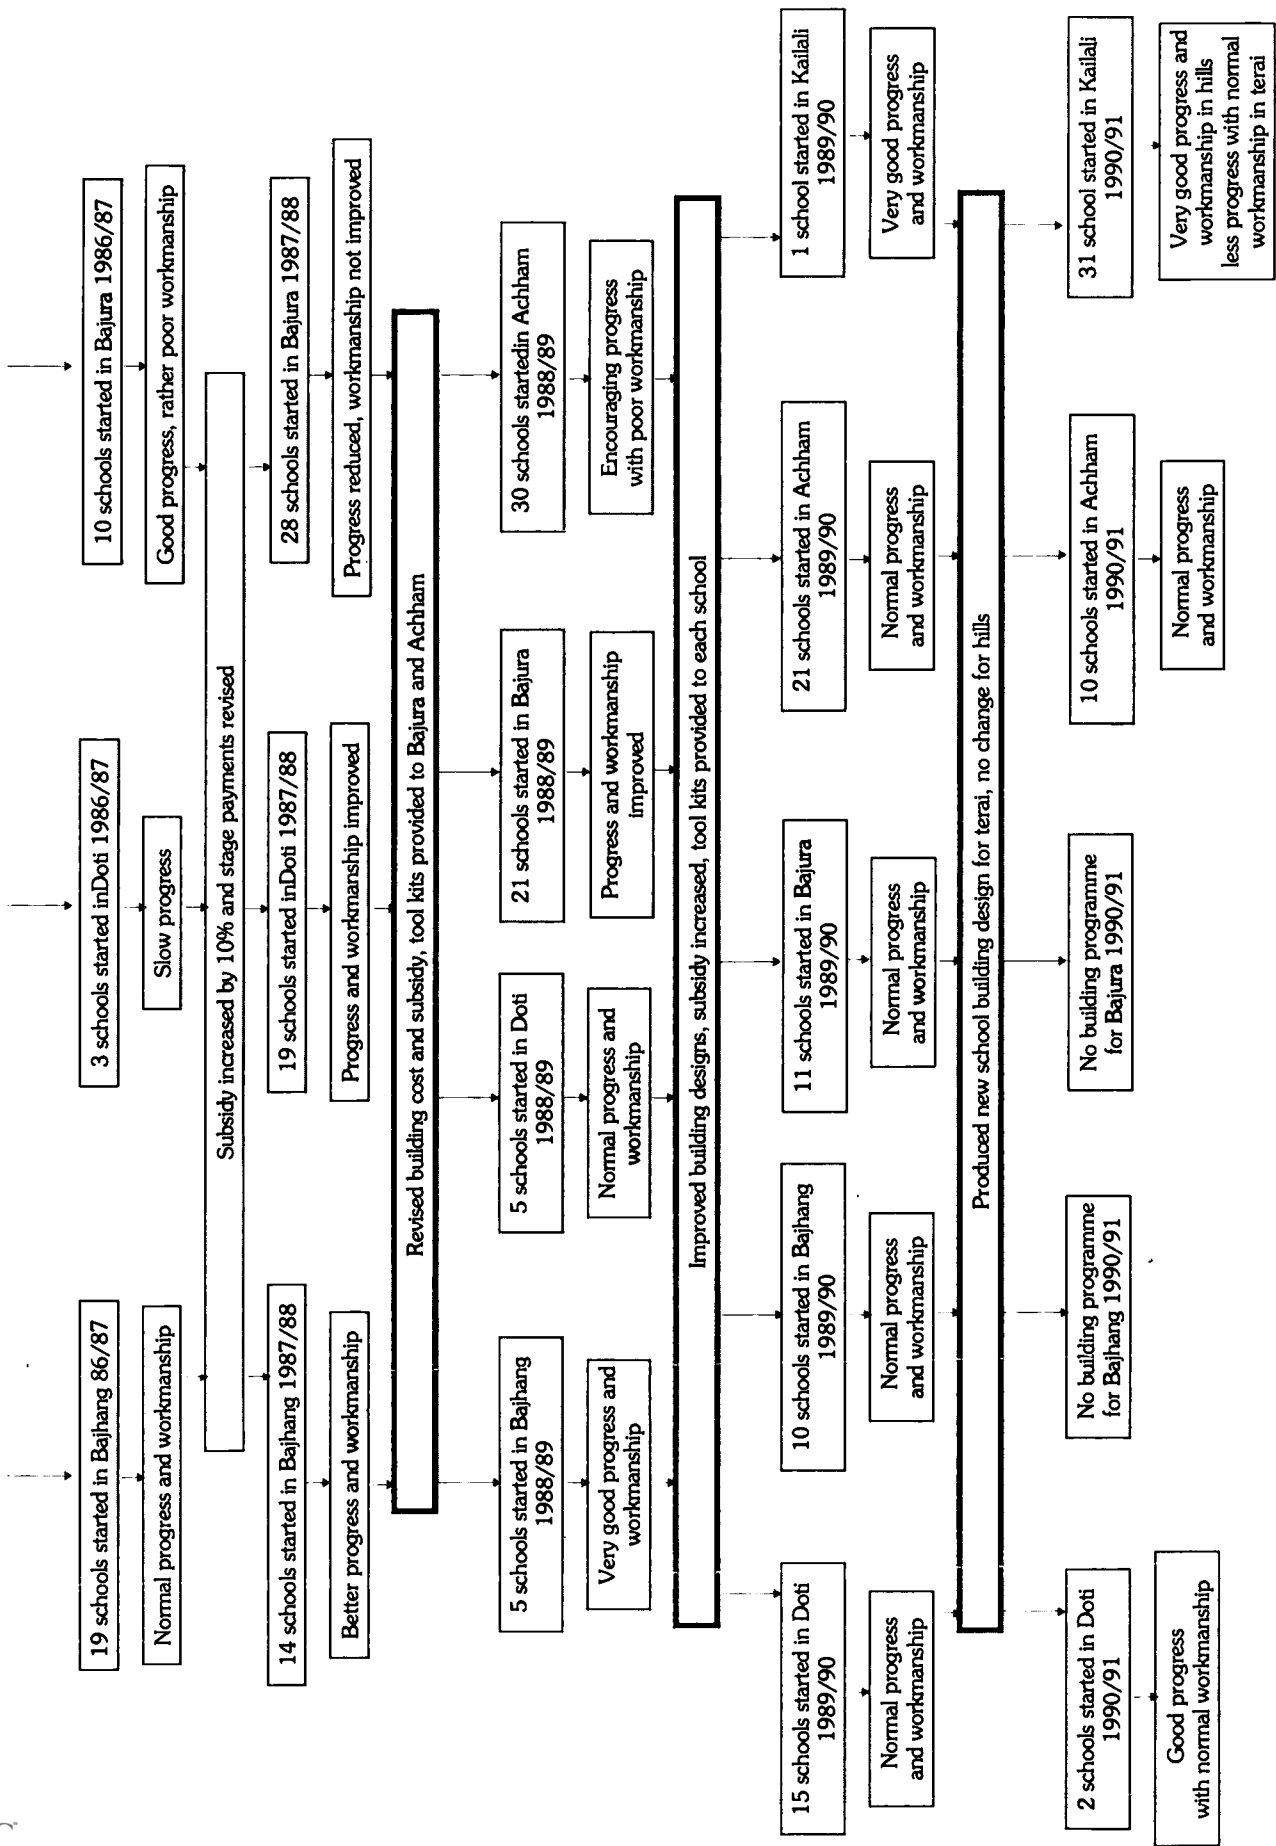 19 schools started in Bajhang 86/87
3 schools started inDoti 1986/87
10 schools started in Bajura 1986/87
Normal progress and workmanship
Slow progress
Good progress, rather poor workmanship
Subsidy increased by 10% and stage payments revised
14 schools started in Bajhang 1987/88
19 schools started inDoti 1987/88
28 schools started in Bajura 1987/88
Better progress and workmanship
Progress and workmanship improved
Progress reduced, workmanship not improved
Revised building cost and subsidy, tool kits provided to Bajura and Achham
5 schools started in Bajhang
1988/89
5 schools started in Doti
1988/89
21 schools started in Bajura
1988/89
30 schools startedin Achham
1988/89
Very good progress and
workmanship
Normal progress and
workmanship
Progress and workmanship
improved
Encouraging progress
with poor workmanship
Improved building designs, subsidy increased, tool kits provided to each school
15 schools started in Doti
1989/90
10 schools started in Bajhang
1989/90
11 schools started in Bajura
1989/90
21 schools started in Achham
1989/90
1 school started in Kailali
1989/90
Normal progress
and workmanship
Normal progress
and workmanship
Normal progress
and workmanship
Normal progress
and workmanship
Very good progress
and workmanship
Produced new school building design for terai, no change for hills
2 schools started in Doti
1990/91
No building programme
for Bajhang 1990/91
No building programme
for Bajura 1990/91
10 schools started in Achham
1990/91
31 school started in Kailali
1990/91
Good progress
with normal workmanship
Normal progress
and workmanship
Very good progress and
workmanship in hills
less progress with normal
workmanship in terai